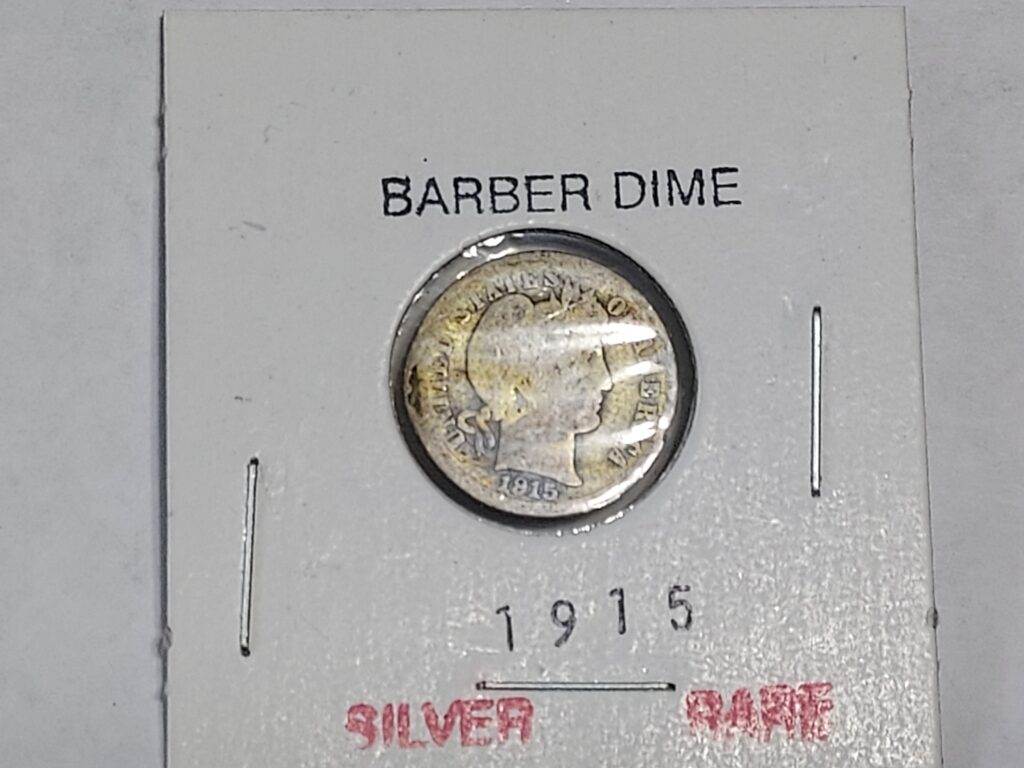 BARBER DIME
UNITED STATES OF AMERICA
1915
1915
SILVER RARE